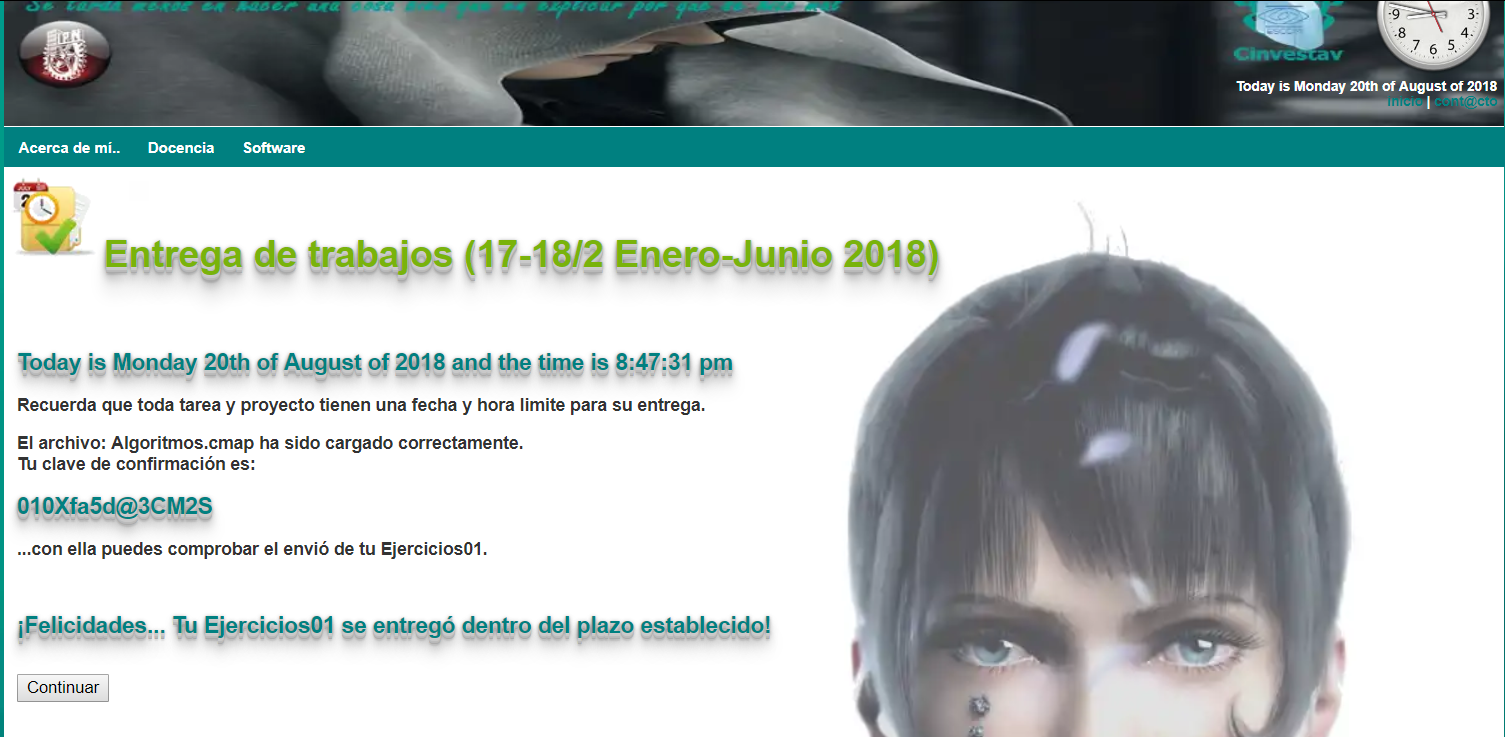 Se tarda menos en hacer una cosa bien que en explicar por qué se hizo mal
IPN
Cinvestav
9 3
8 4
7 6 5
Today is Monday 20th of August of 2018
inicio | cont@cto
Acerca de mí.. Docencia Software
JULY
2
Entrega de trabajos (17-18/2 Enero-Junio 2018)
Today is Monday 20th of August of 2018 and the time is 8:47:31 pm
Recuerda que toda tarea y proyecto tienen una fecha y hora limite para su entrega.
El archivo: Algoritmos.cmap ha sido cargado correctamente.
Tu clave de confirmación es:
010Xfa5d@3CM2S
...con ella puedes comprobar el envió de tu Ejercicios01.
¡Felicidades... Tu Ejercicios01 se entregó dentro del plazo establecido!
Continuar